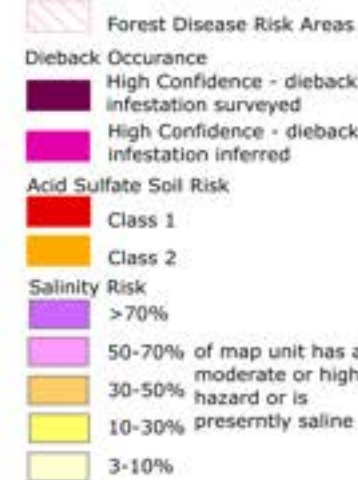 Forest Disease Risk Areas
Dieback Occurance
High Confidence - dieback
infestation surveyed
High Confidence - dieback
infestation inferred
Acid Sulfate Soil Risk
Class 1
Class 2
Salinity Risk
>70%
50-70% of map unit has a
moderate or high
30-50% hazard or is
10-30% preserntly saline
3-10%